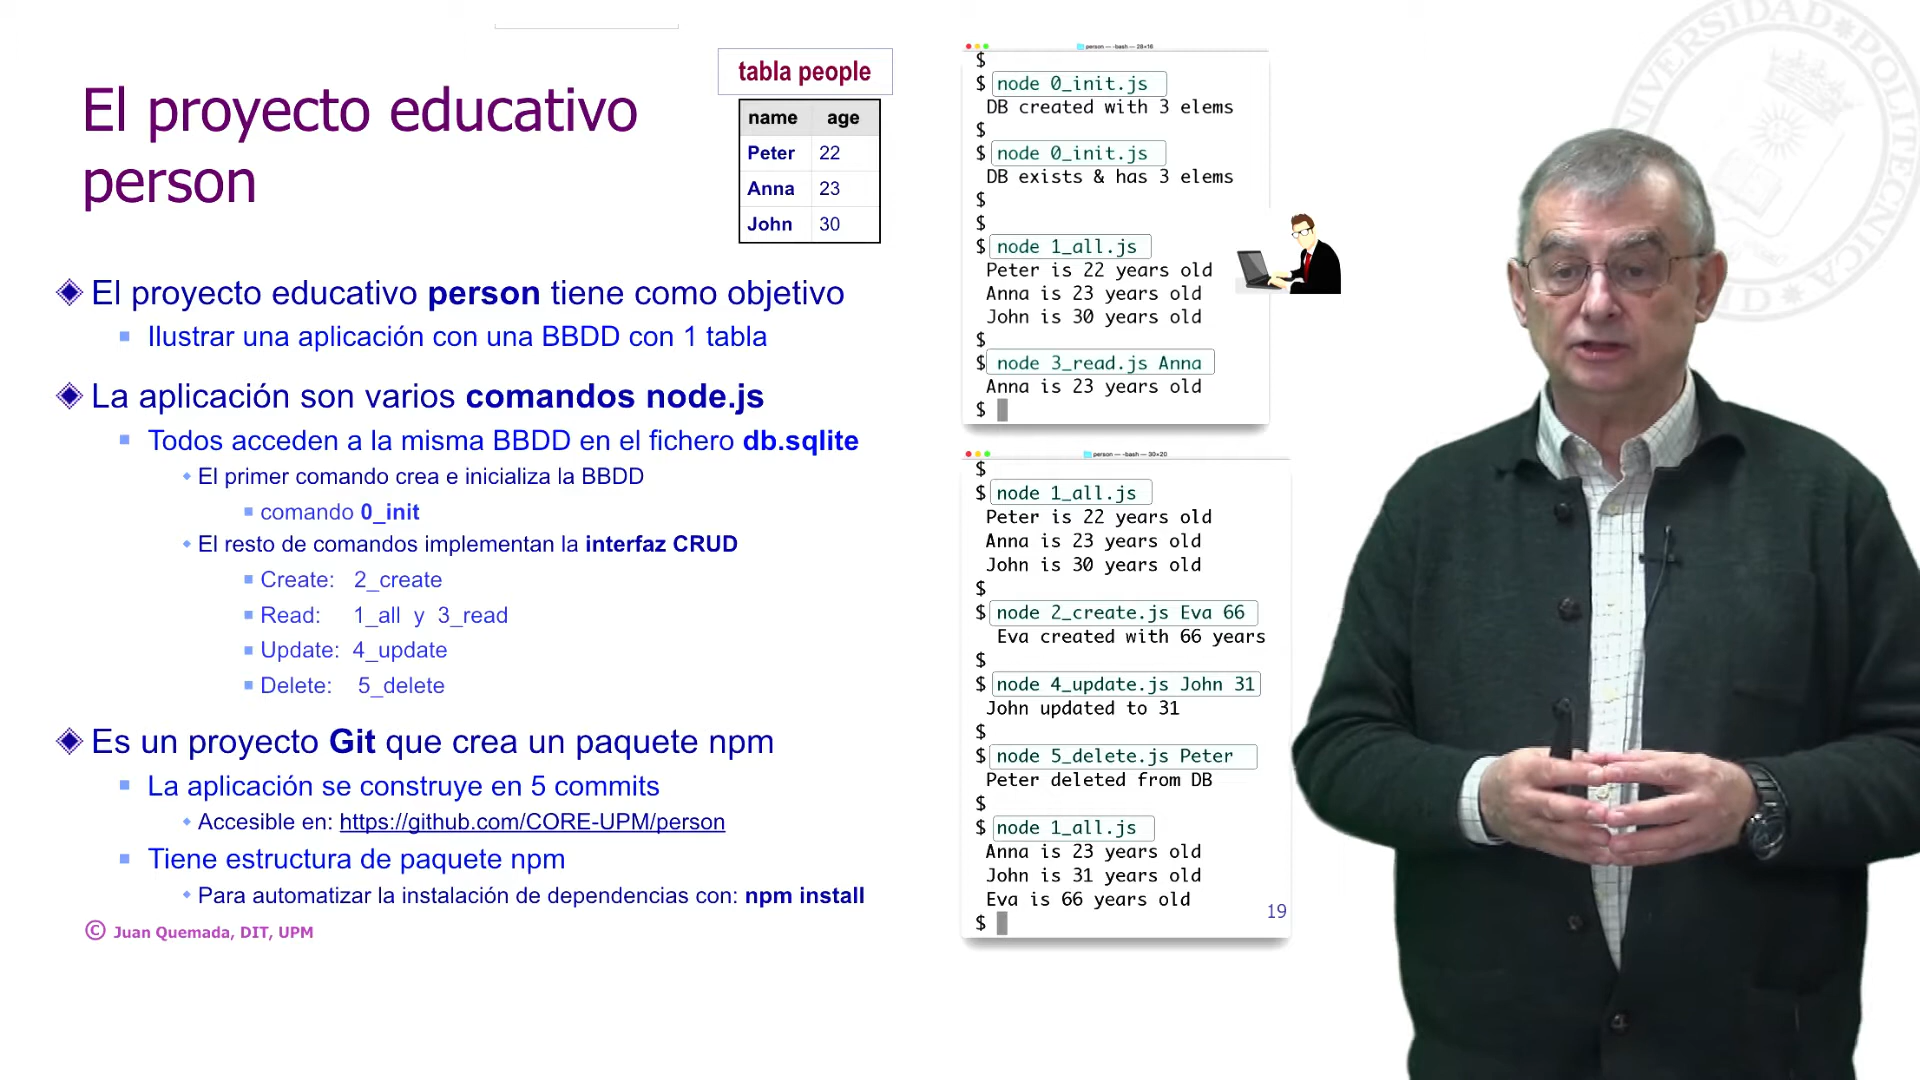 El proyecto educativo
person
tabla people
name age
Peter 22
Anna 23
John 30
El proyecto educativo person tiene como objetivo
Ilustrar una aplicación con una BBDD con 1 tabla
La aplicación son varios comandos node.js
Todos acceden a la misma BBDD en el fichero db.sqlite
El primer comando crea e inicializa la BBDD
comando 0_init
El resto de comandos implementan la interfaz CRUD
Create: 2_create
Read: 1_all y 3_read
Update: 4_update
Delete: 5_delete
Es un proyecto Git que crea un paquete npm
La aplicación se construye en 5 commits
Accesible en: https://github.com/CORE-UPM/person
Tiene estructura de paquete npm
Para automatizar la instalación de dependencias con: npm install
© Juan Quemada, DIT, UPM
person — -bash — 28×16
$
$ node 0_init.js
DB created with 3 elems
$
$ node 0_init.js
DB exists & has 3 elems
$
$
$ node 1_all.js
Peter is 22 years old
Anna is 23 years old
John is 30 years old
$
$ node 3_read.js Anna
Anna is 23 years old
$
person — -bash — 30×20
$
$ node 1_all.js
Peter is 22 years old
Anna is 23 years old
John is 30 years old
$
$ node 2_create.js Eva 66
Eva created with 66 years
$
$ node 4_update.js John 31
John updated to 31
$
$ node 5_delete.js Peter
Peter deleted from DB
$
$ node 1_all.js
Anna is 23 years old
John is 31 years old
Eva is 66 years old
$
19
UNIVERSIDAD POLITECNICA